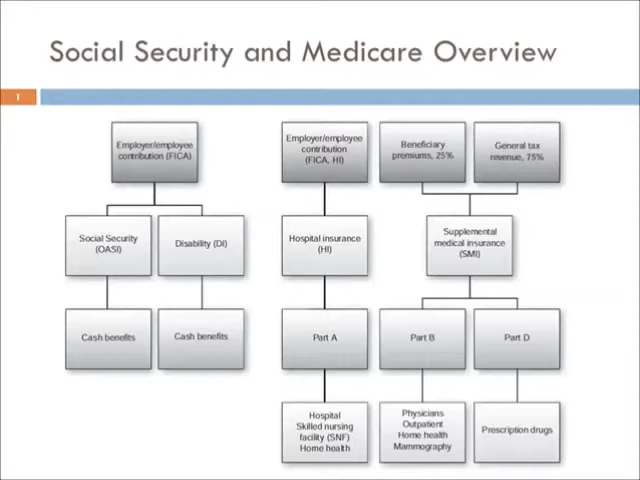 Social Security and Medicare Overview
1
Employer/employee
contribution (FICA)
Employer/employee
contribution
(FICA, HI)
Beneficiary
premiums, 25%
General tax
revenue, 75%
Social Security
(OASI)
Disability (DI)
Hospital insurance
(HI)
Supplemental
medical insurance
(SMI)
Cash benefits
Cash benefits
Part A
Part B
Part D
Hospital
Skilled nursing
facility (SNF)
Home health
Physicians
Outpatient
Home health
Mammography
Prescription drugs